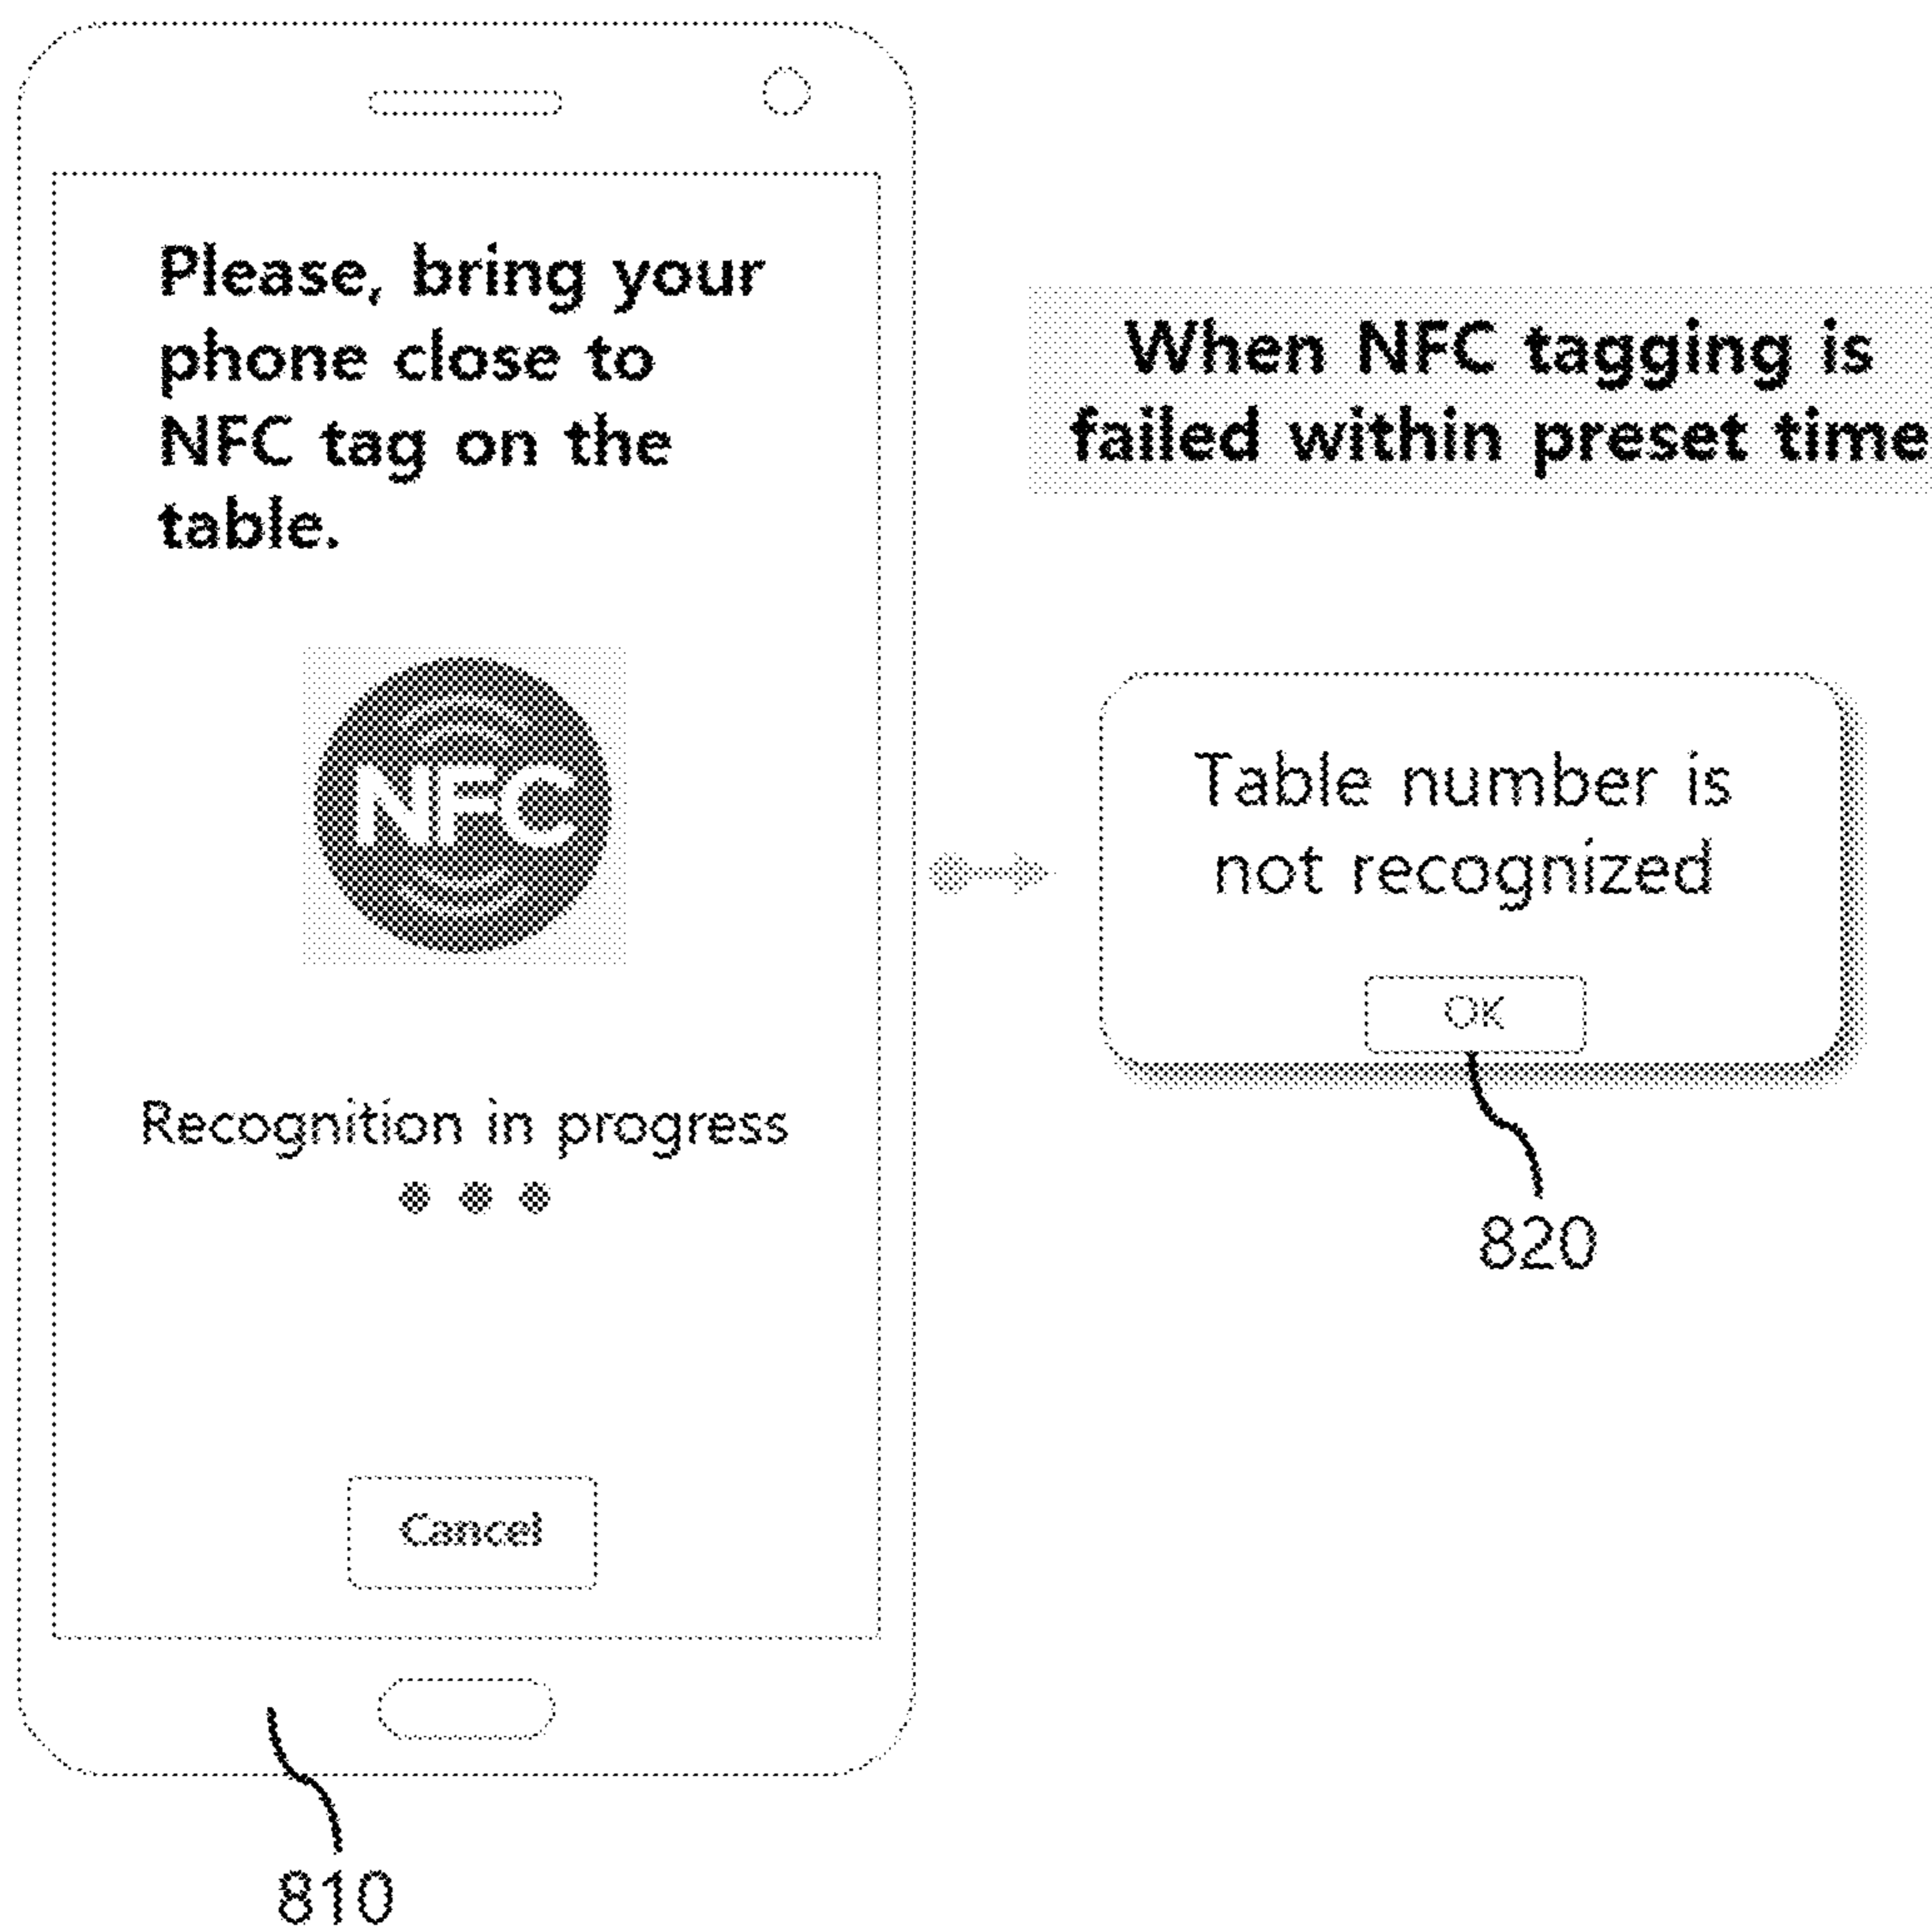 Please, bring your
phone close to
NFC tag on the
table.
NFC
Recognition in progress
Cancel
810
When NFC tagging is
failed within preset time
Table number is
not recognized
OK
820